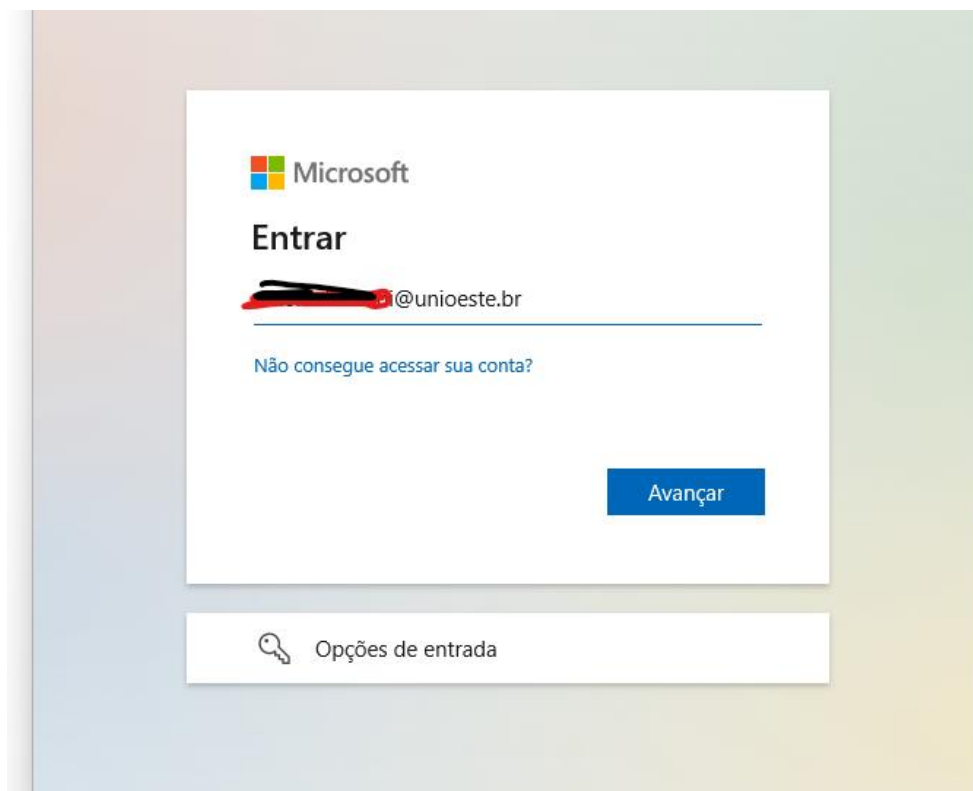 Microsoft
Entrar
@unioeste.br
Não consegue acessar sua conta?
Avançar
Opções de entrada